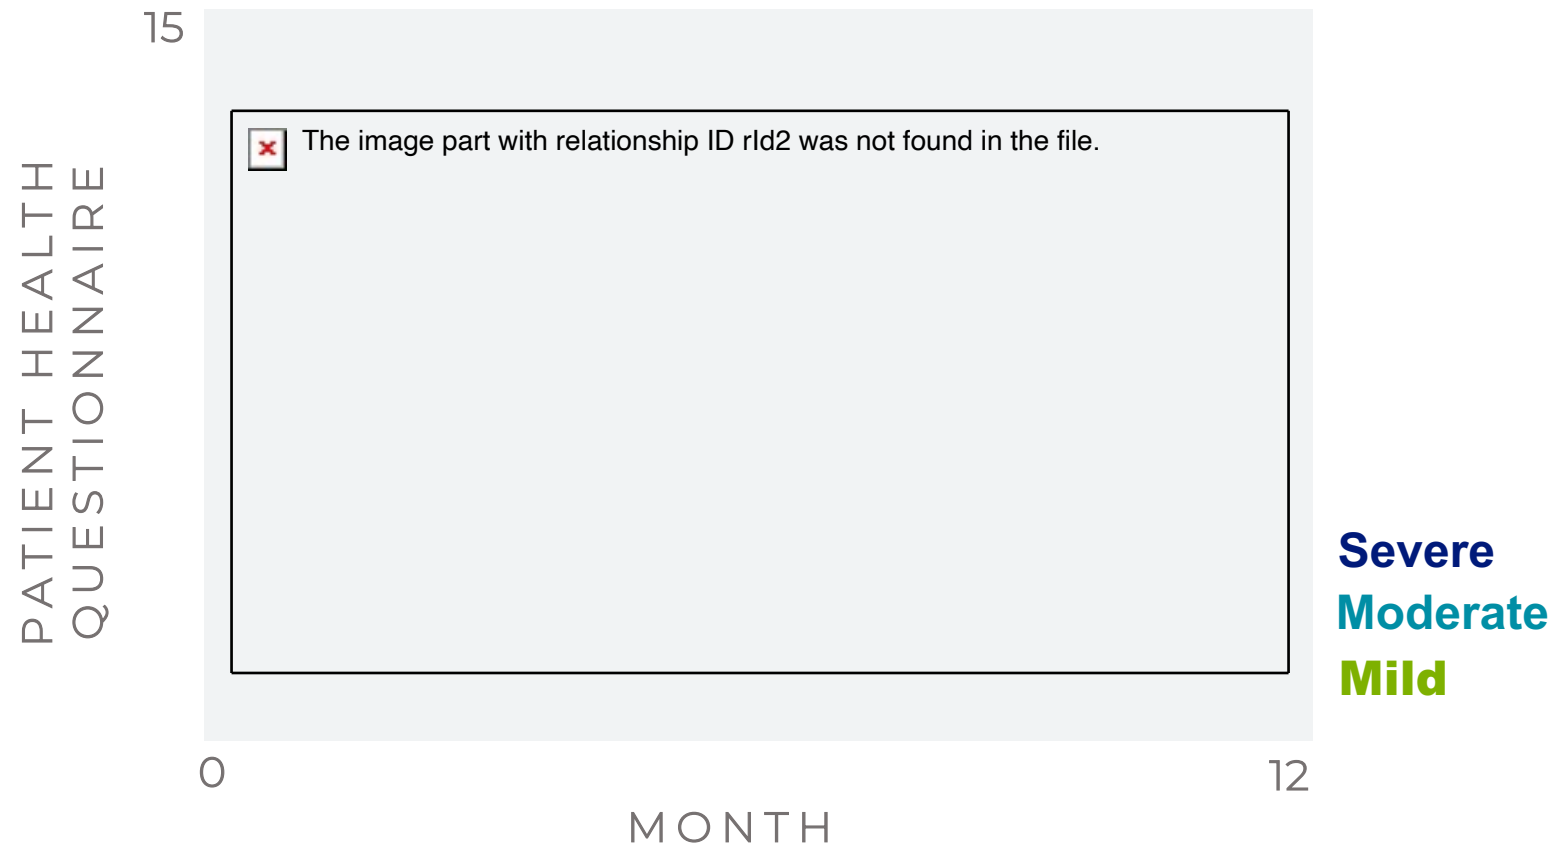 15
PATIENT HEALTH
QUESTIONNAIRE
The image part with relationship ID rId2 was not found in the file.
Severe
Moderate
Mild
0
12
MONTH